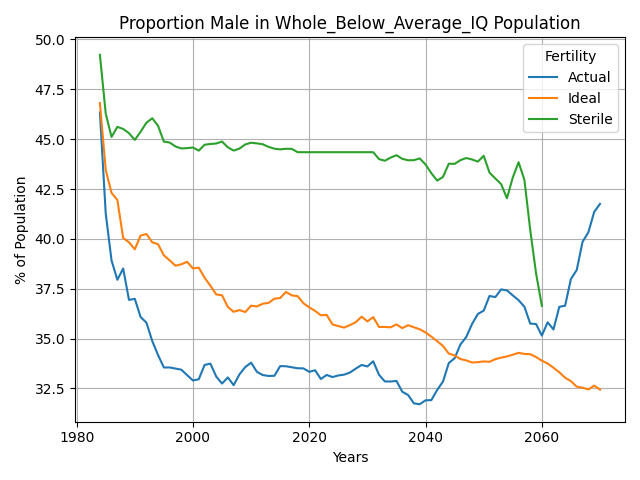 Proportion Male in Whole_Below_Average_IQ Population
50.0
47.5
45.0
42.5
40.0
37.5
35.0
32.5
% of Population
Fertility
Actual
Ideal
Sterile
1980
2000
2020
2040
2060
Years